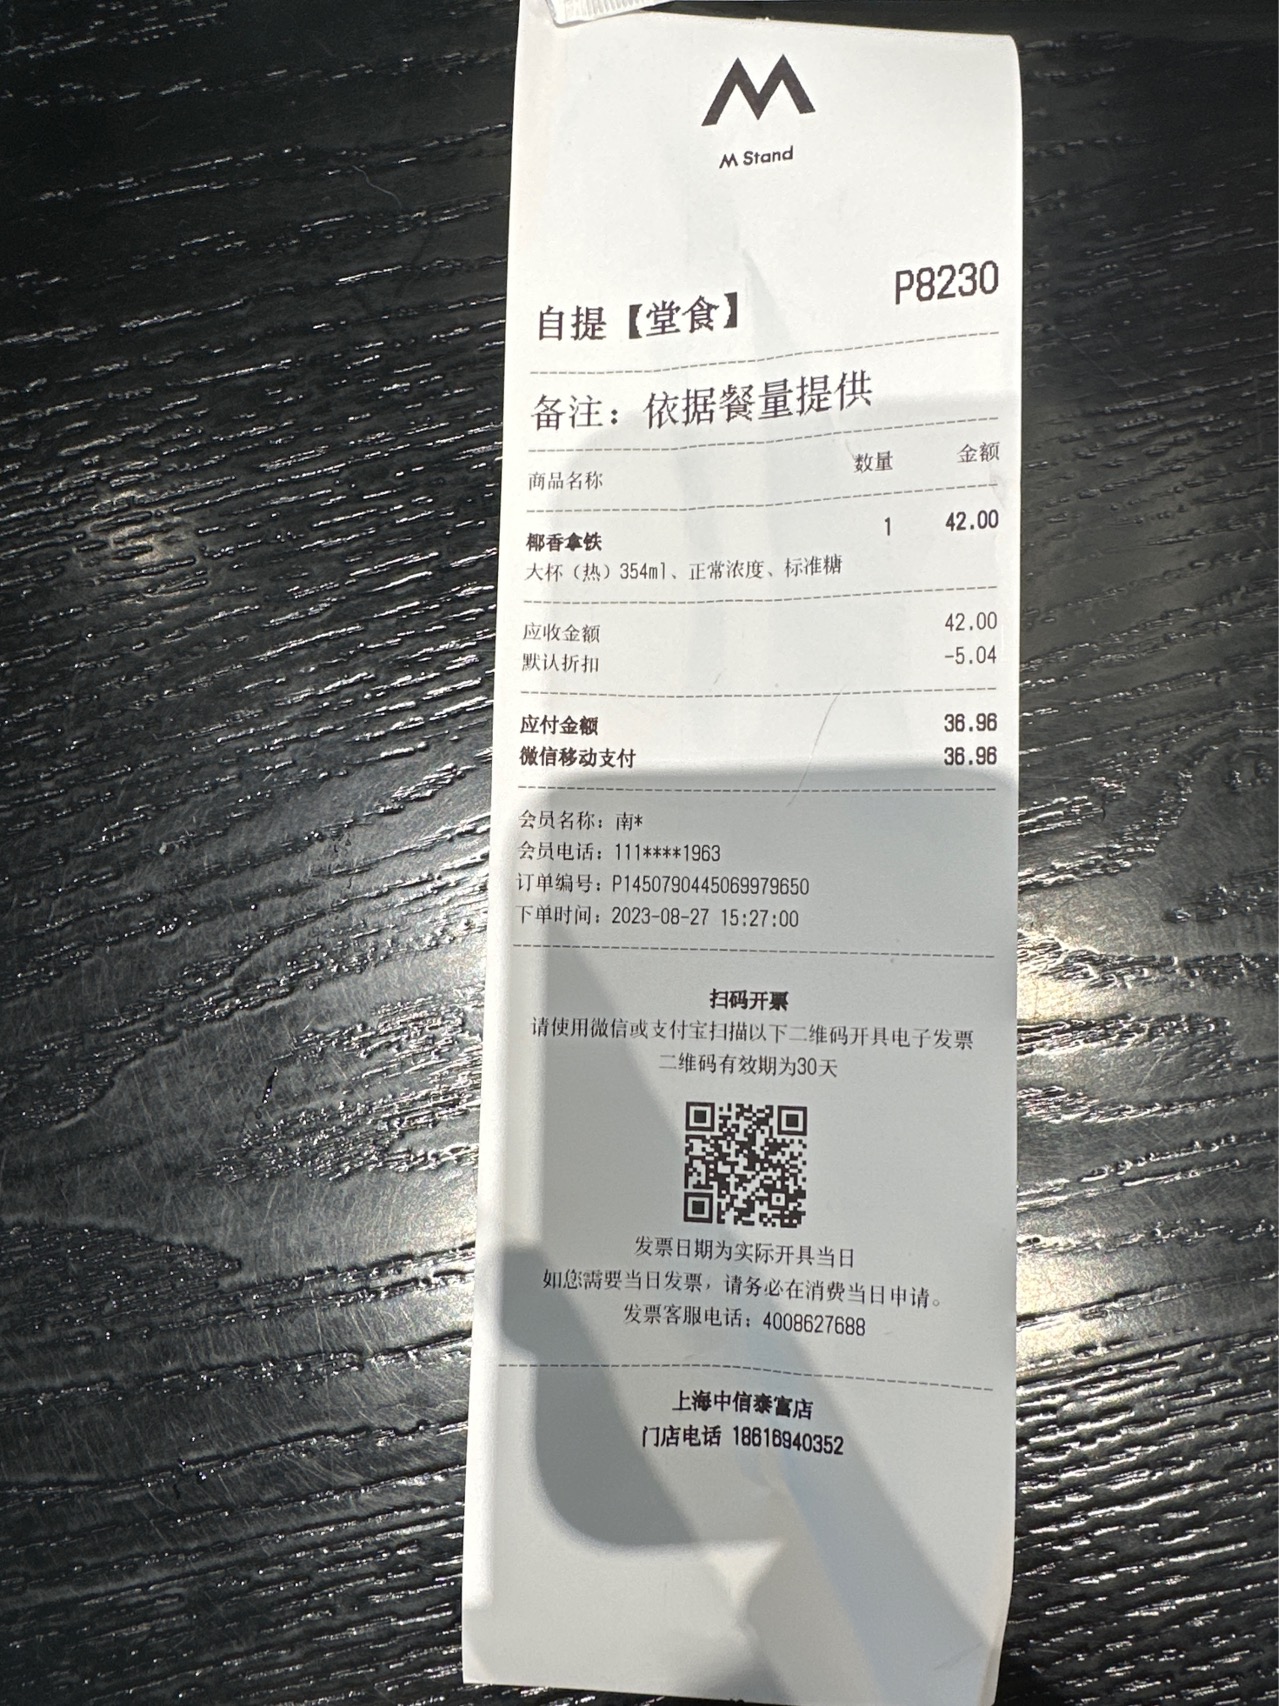 M Stand
P8230
自提【堂食】
备注：依据餐量提供
商品名称 数量 金额
椰香拿铁 1 42.00
大杯（热）354ml、正常浓度、标准糖
应收金额 42.00
默认折扣 -5.04
应付金额 36.96
微信移动支付 36.96
会员名称：南*
会员电话：111****1963
订单编号：P1450790445069979650
下单时间：2023-08-27 15:27:00
扫码开票
请使用微信或支付宝扫描以下二维码开具电子发票
二维码有效期为30天
发票日期为实际开具当日
如您需要当日发票，请务必在消费当日申请。
发票客服电话：4008627688
上海中信泰富店
门店电话 18616940352